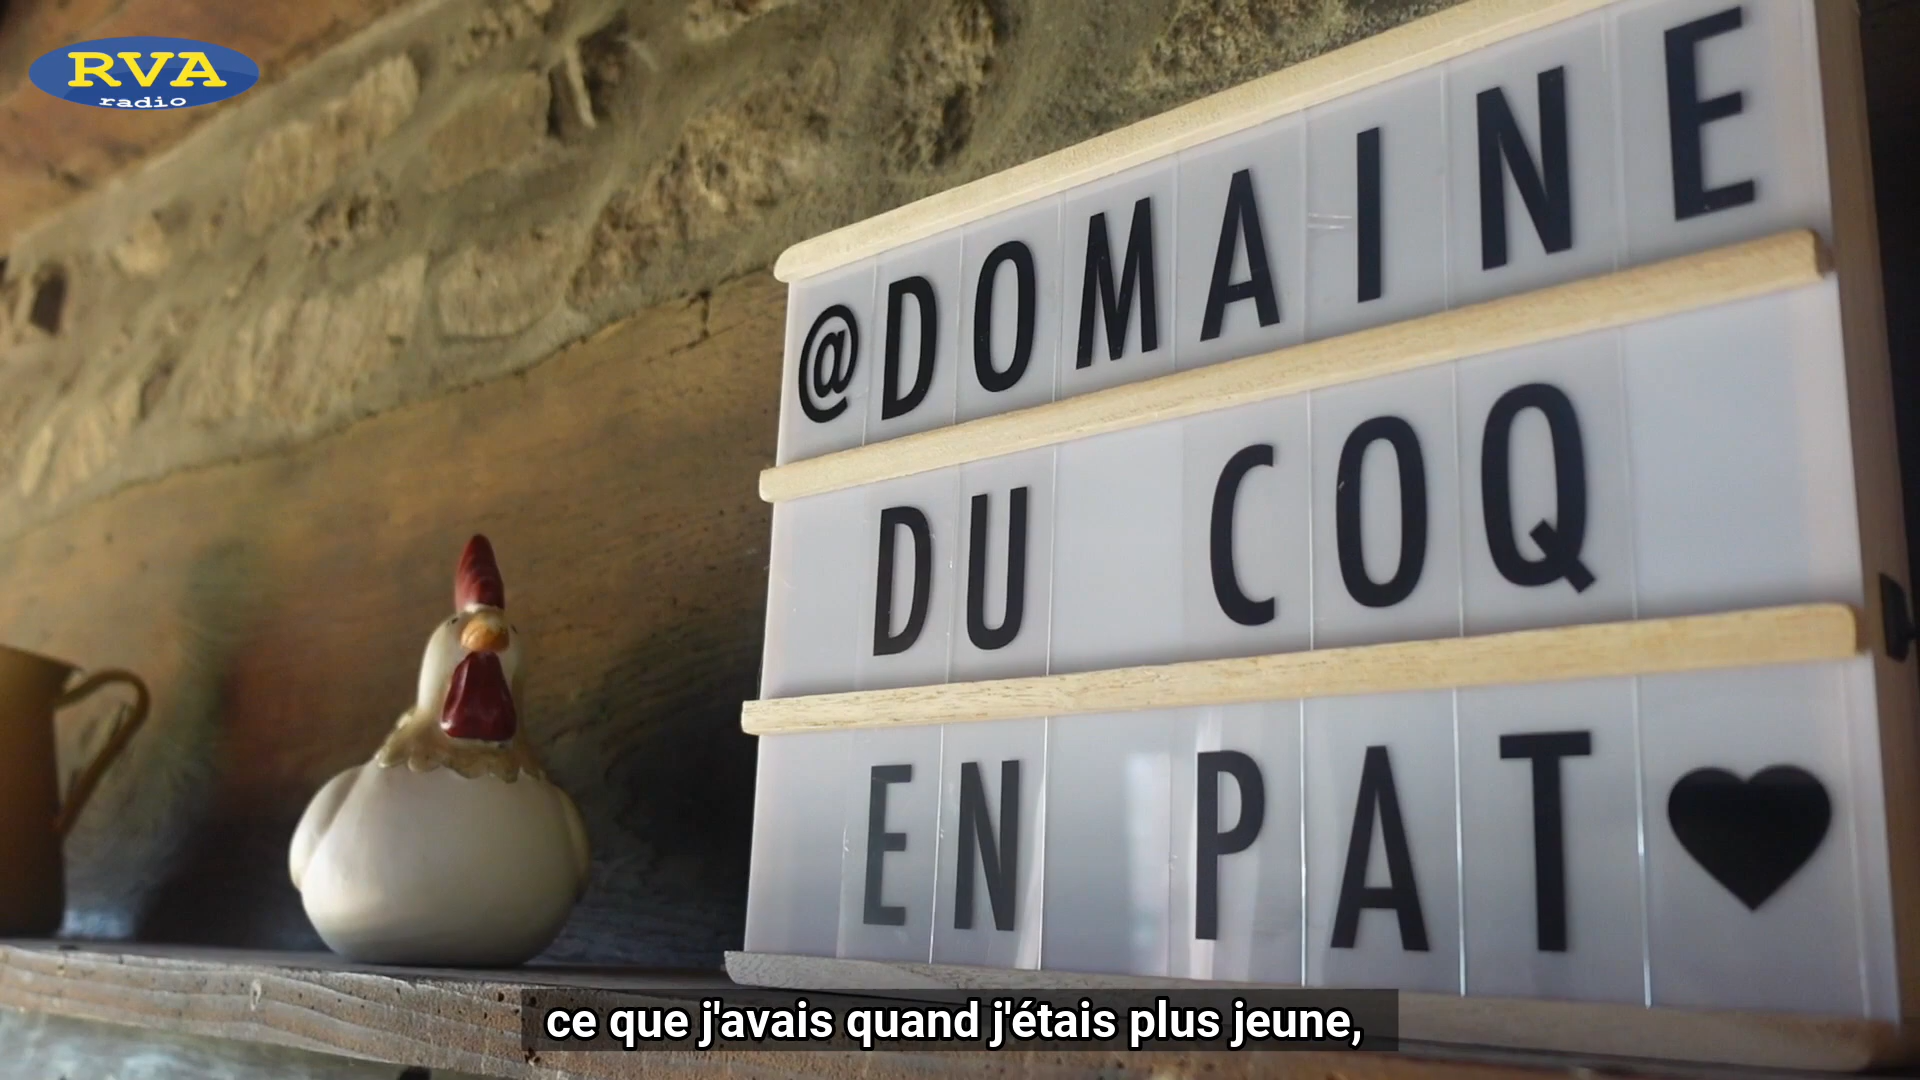 RVA
radio
@DOMAINE
DU COQ
EN PAT♥
ce que j'avais quand j'étais plus jeune,